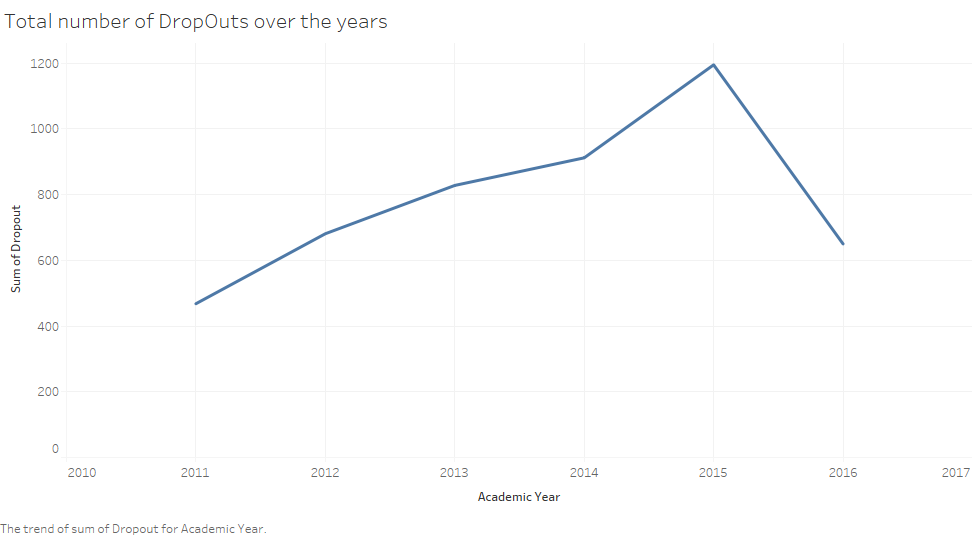 Total number of DropOuts over the years
1200
1000
800
600
400
200
0
Sum of Dropout
2010 2011 2012 2013 2014 2015 2016 2017
Academic Year
The trend of sum of Dropout for Academic Year.